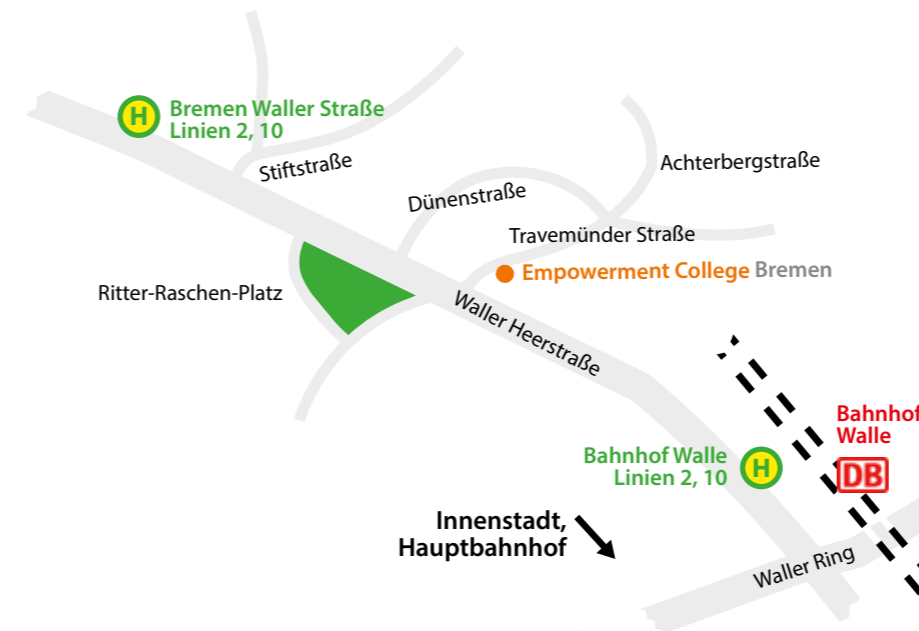 H
Bremen Waller Straße
Linien 2, 10
Stiftstraße
Achterbergstraße
Dünenstraße
Travemünder Straße
Empowerment College Bremen
Ritter-Raschen-Platz
Waller Heerstraße
Bahnhof
Walle
DB
Bahnhof Walle
Linien 2, 10
H
Innenstadt,
Hauptbahnhof
Waller Ring